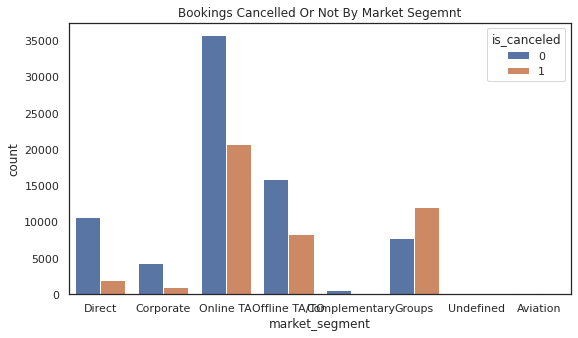 Bookings Cancelled Or Not By Market Segemnt
is_canceled
0
1
35000
30000
25000
20000
15000
10000
5000
0
count
Direct
Corporate
Online TA
Offline TA/TO
Complementary
Groups
Undefined
Aviation
market_segment